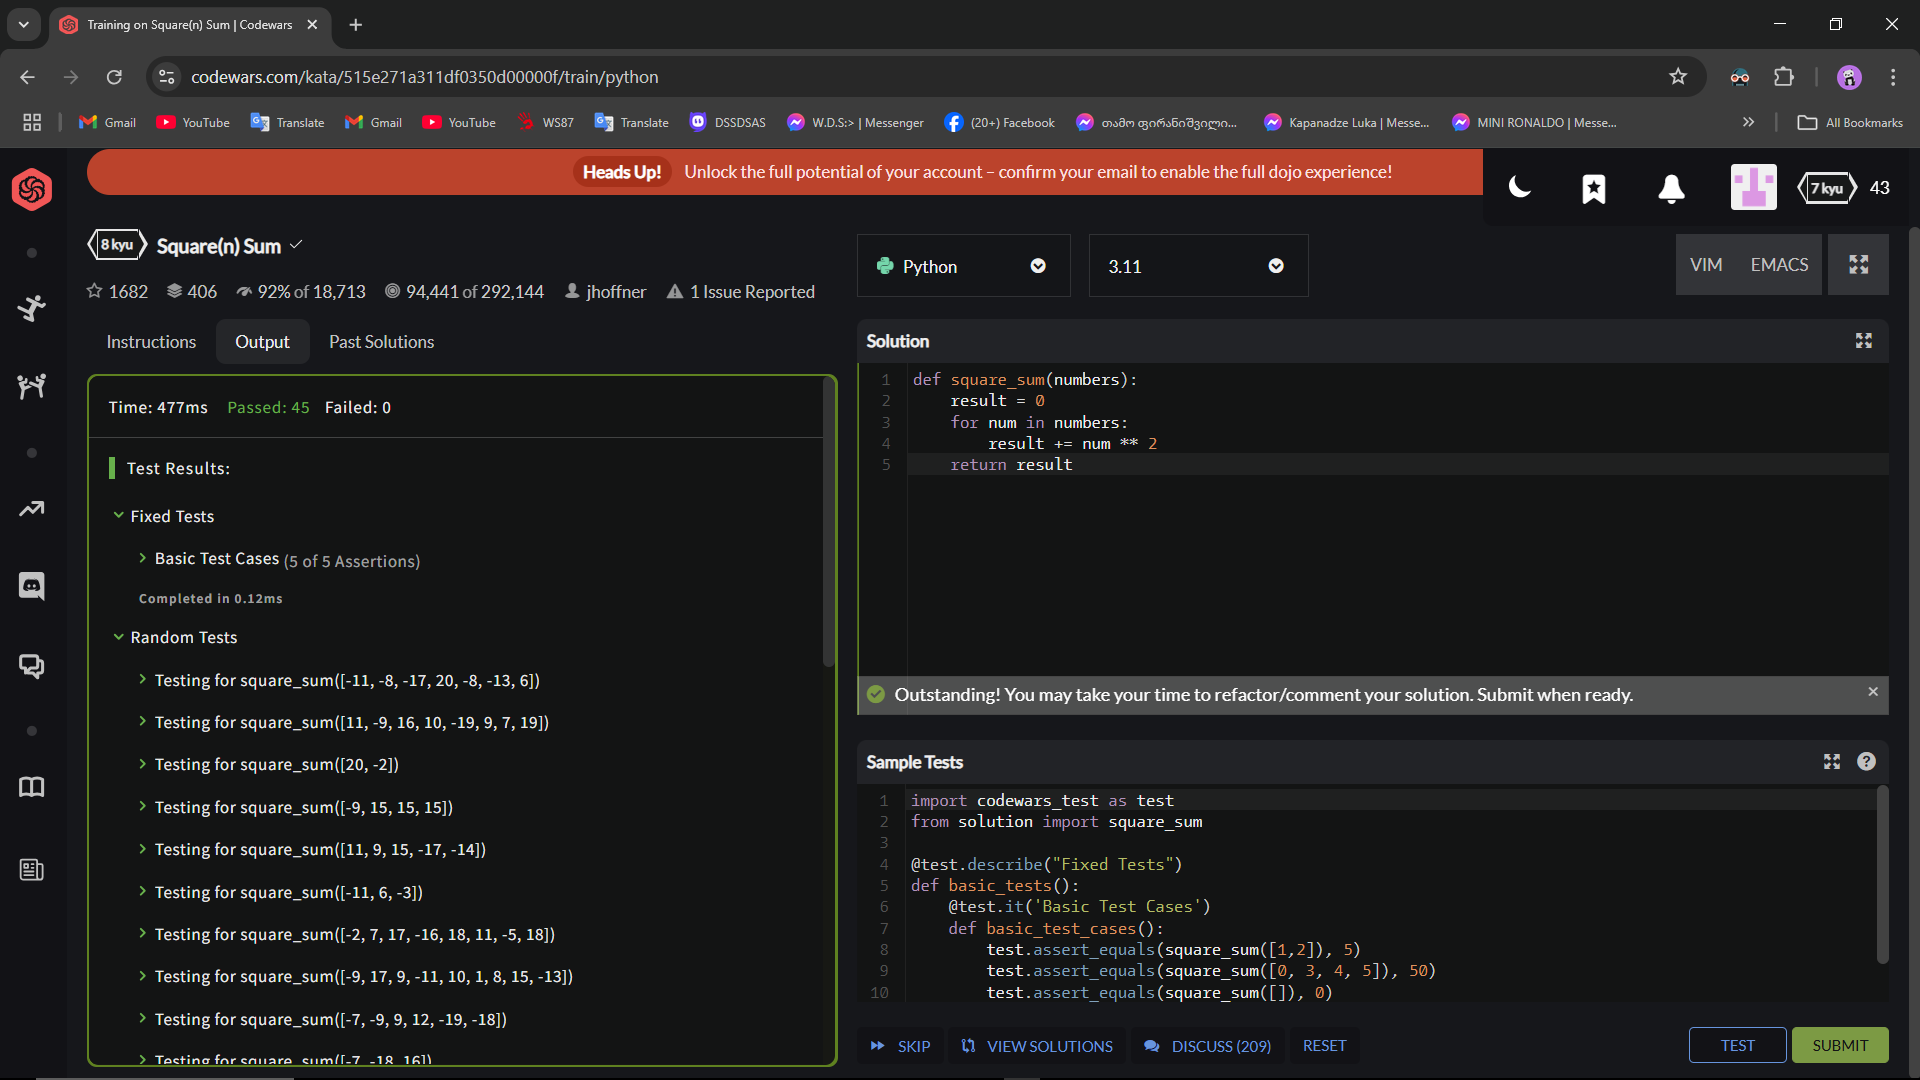 Training on Square(n) Sum | Codewars
codewars.com/kata/515e271a311df0350d00000f/train/python
Gmail YouTube Translate Gmail YouTube WS87 Translate DSSDSAS W.D.S:> | Messenger (20+) Facebook თამო ფირანიშვილი... Kapanadze Luka | Messe... MINI RONALDO | Messe... All Bookmarks
Heads Up! Unlock the full potential of your account – confirm your email to enable the full dojo experience!
7 kyu 43
8 kyu Square(n) Sum
1682 406 92% of 18,713 94,441 of 292,144 jhoffner 1 Issue Reported
Python 3.11 VIM EMACS
Instructions Output Past Solutions
Time: 477ms Passed: 45 Failed: 0
Test Results:
Fixed Tests
Basic Test Cases (5 of 5 Assertions)
Completed in 0.12ms
Random Tests
Testing for square_sum([-11, -8, -17, 20, -8, -13, 6])
Testing for square_sum([11, -9, 16, 10, -19, 9, 7, 19])
Testing for square_sum([20, -2])
Testing for square_sum([-9, 15, 15, 15])
Testing for square_sum([11, 9, 15, -17, -14])
Testing for square_sum([-11, 6, -3])
Testing for square_sum([-2, 7, 17, -16, 18, 11, -5, 18])
Testing for square_sum([-9, 17, 9, -11, 10, 1, 8, 15, -13])
Testing for square_sum([-7, -9, 9, 12, -19, -18])
Testing for square_sum([-7, -18, 16])
Solution
1 def square_sum(numbers):
2 result = 0
3 for num in numbers:
4 result += num ** 2
5 return result
Outstanding! You may take your time to refactor/comment your solution. Submit when ready.
Sample Tests
1 import codewars_test as test
2 from solution import square_sum
3
4 @test.describe("Fixed Tests")
5 def basic_tests():
6 @test.it('Basic Test Cases')
7 def basic_test_cases():
8 test.assert_equals(square_sum([1,2]), 5)
9 test.assert_equals(square_sum([0, 3, 4, 5]), 50)
10 test.assert_equals(square_sum([]), 0)
SKIP VIEW SOLUTIONS DISCUSS (209) RESET TEST SUBMIT